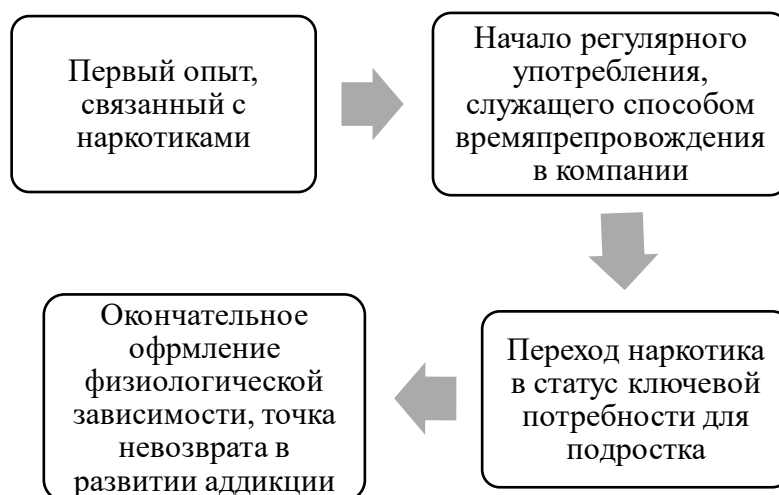 Первый опыт,
связанный с
наркотиками
Начало регулярного
употребления,
служащего способом
времяпрепровождения
в компании
Переход наркотика
в статус ключевой
потребности для
подростка
Окончательное
офрмление
физиологической
зависимости, точка
невозврата в
развитии аддикции